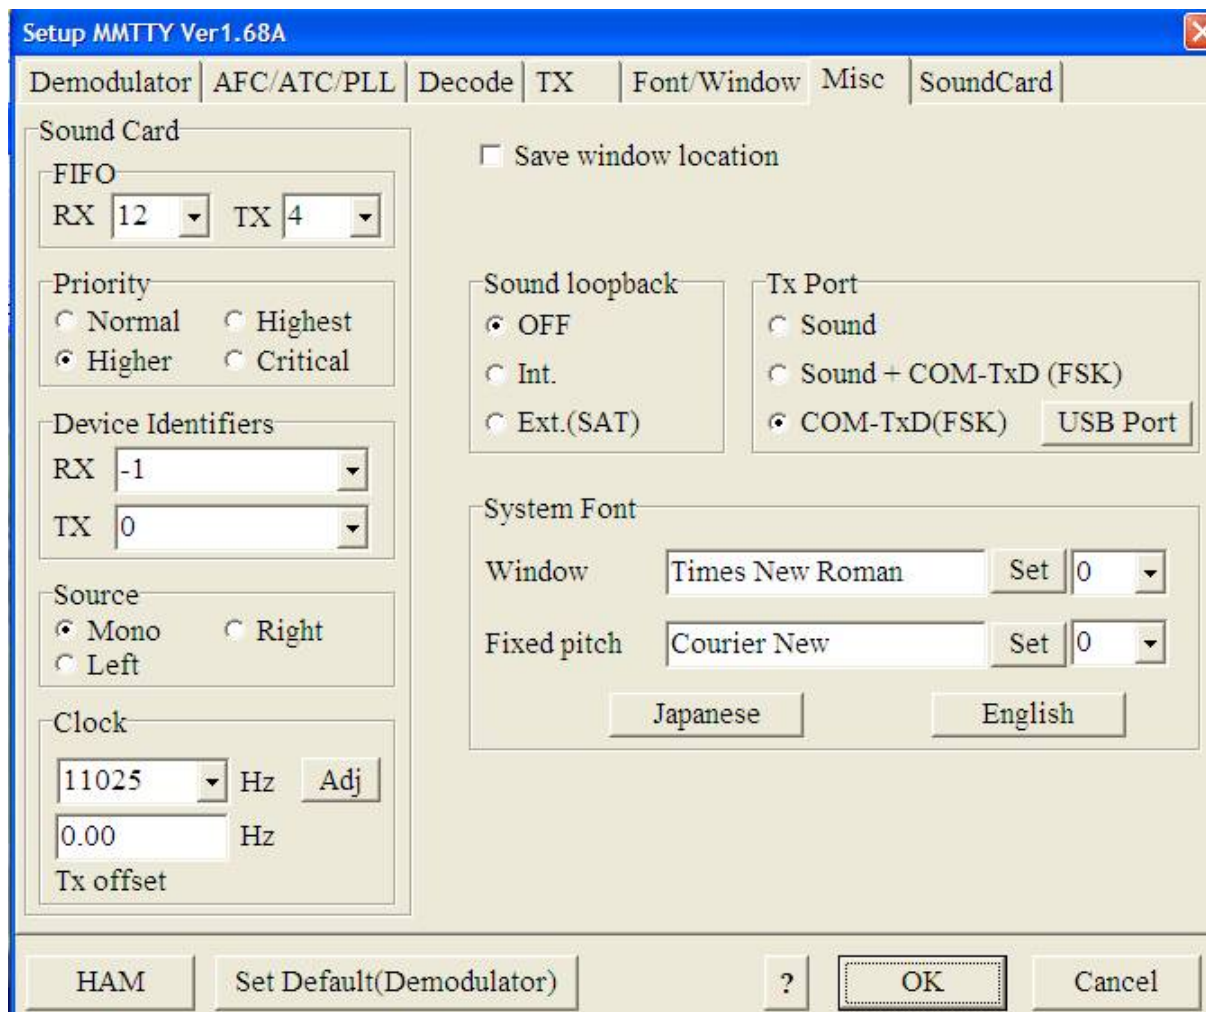 Setup MMTTY Ver1.68A
Demodulator AFC/ATC/PLL Decode TX Font/Window Misc SoundCard
Sound Card
FIFO
RX 12 TX 4
Priority
Normal Highest
Higher Critical
Device Identifiers
RX -1
TX 0
Source
Mono Right
Left
Clock
11025 Hz Adj
0.00 Hz
Tx offset
Save window location
Sound loopback
OFF
Int.
Ext.(SAT)
Tx Port
Sound
Sound + COM-TxD (FSK)
COM-TxD(FSK) USB Port
System Font
Window Times New Roman Set 0
Fixed pitch Courier New Set 0
Japanese English
HAM Set Default(Demodulator) ? OK Cancel